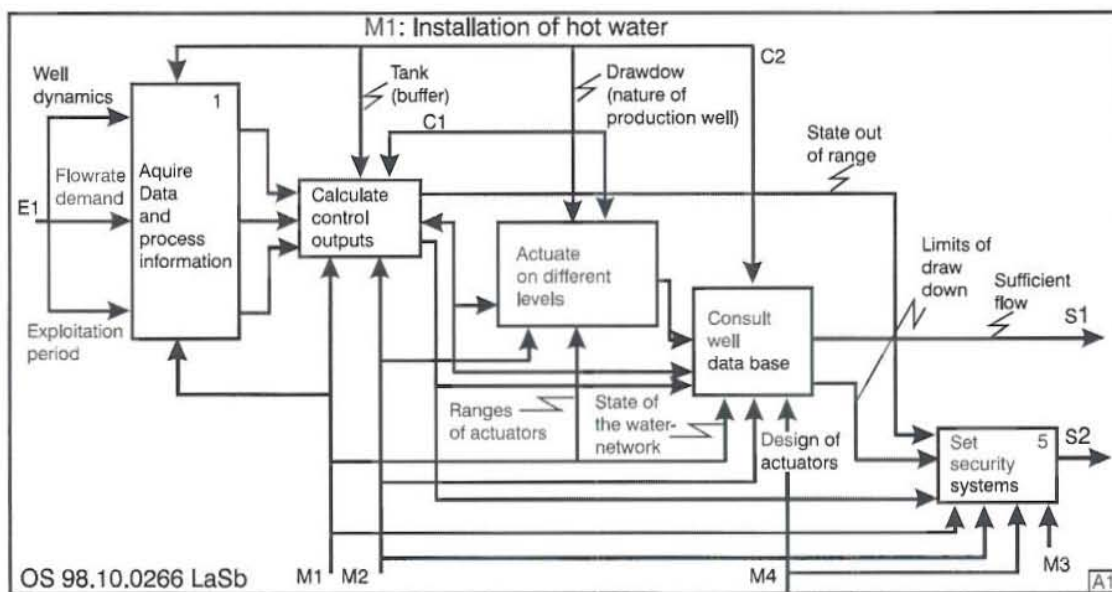 M1: Installation of hot water
C2
Well
dynamics
1
Tank
(buffer)
Drawdow
(nature of
production well)
C1
State out
of range
Flowrate
demand
E1
Aquire
Data
and
process
information
Calculate
control
outputs
Actuate
on different
levels
Limits of
draw
down
Sufficient
flow
S1
Exploitation
period
Consult
well
data base
Ranges
of actuators
State of
the water-
network
Design of
actuators
Set
security
systems
5
S2
M3
OS 98.10.0266 LaSb
M1
M2
M4
A1